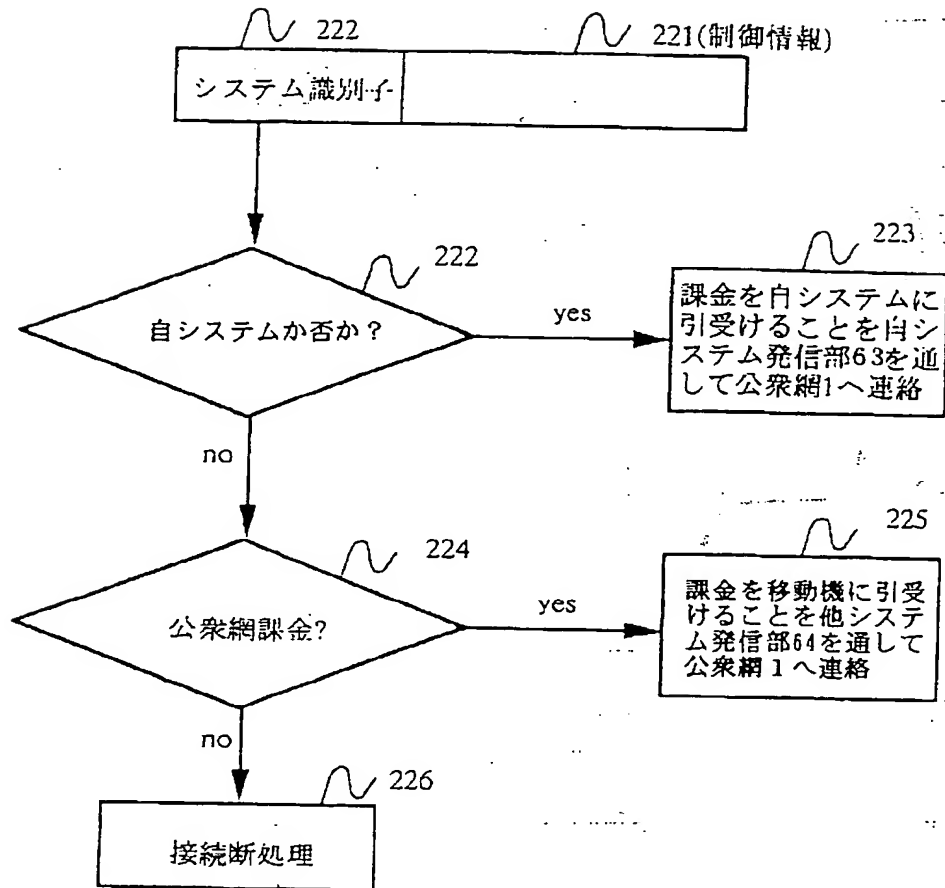 222
221(制御情報)
システム識別子
222
自システムか否か？
yes
223
課金を自システムに
引受けることを自シ
ステム発信部63を通
して公衆網1へ連絡
no
224
公衆網課金?
yes
225
課金を移動機に引受
けることを他システ
ム発信部64を通して
公衆網1へ連絡
no
226
接続断処理